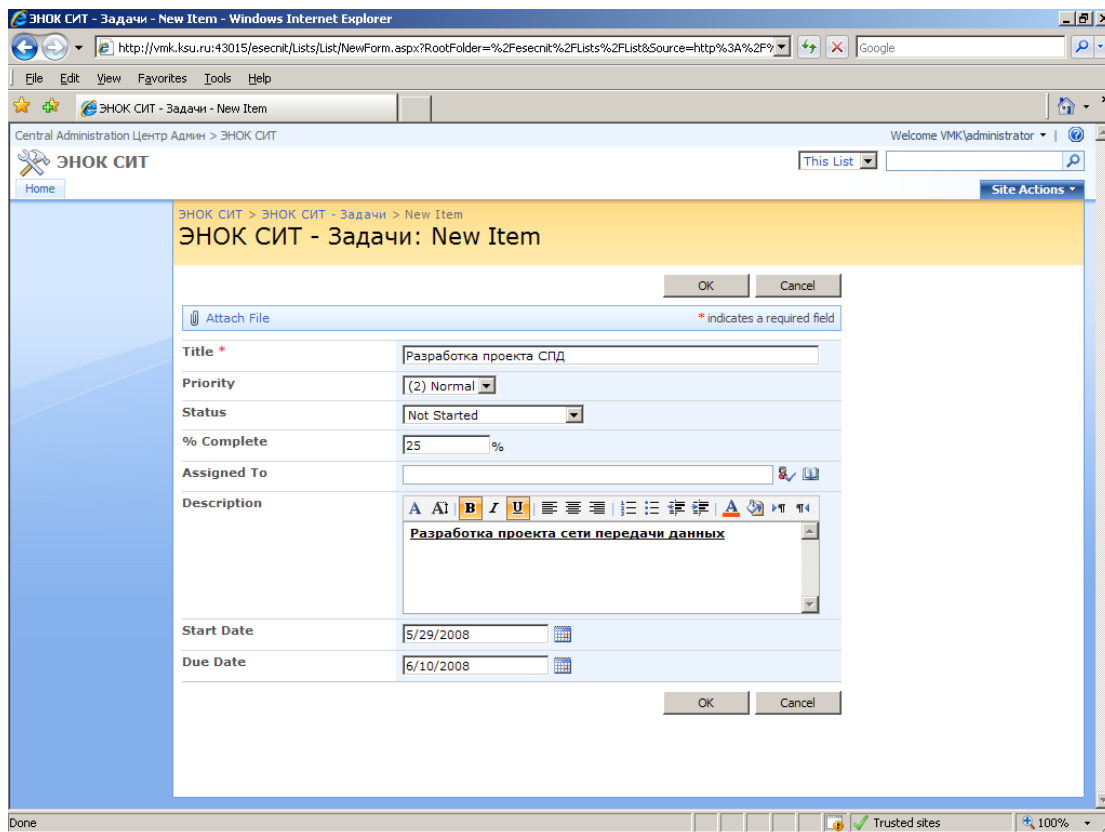 ЭНОК СИТ - Задачи - New Item - Windows Internet Explorer
http://vmk.ksu.ru:43015/esecnit/Lists/List/NewForm.aspx?RootFolder=%2Fesecnit%2FLists%2FList&Source=http%3A%2F% Google
File Edit View Favorites Tools Help
ЭНОК СИТ - Задачи - New Item
Central Administration Центр Админ > ЭНОК СИТ Welcome VMK\administrator
ЭНОК СИТ This List
Home Site Actions
ЭНОК СИТ > ЭНОК СИТ - Задачи > New Item
ЭНОК СИТ - Задачи: New Item
OK Cancel
Attach File * indicates a required field
Title * Разработка проекта СПД
Priority (2) Normal
Status Not Started
% Complete 25 %
Assigned To
Description A A B I U A
Разработка проекта сети передачи данных
Start Date 5/29/2008
Due Date 6/10/2008
OK Cancel
Done Trusted sites 100%